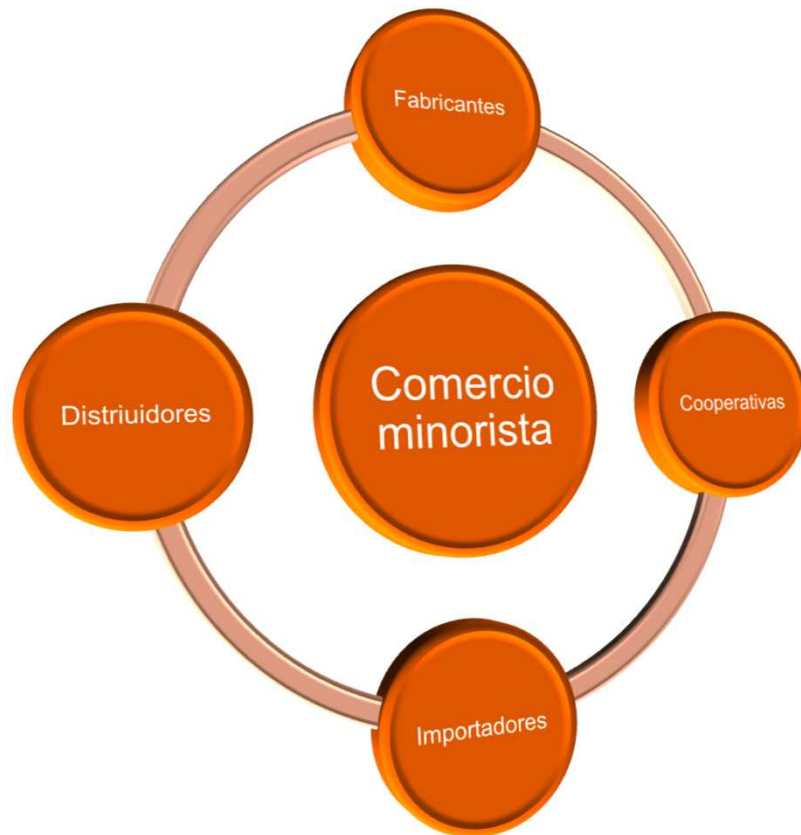 Fabricantes
Comercio
minorista
Cooperativas
Distriuidores
Importadores